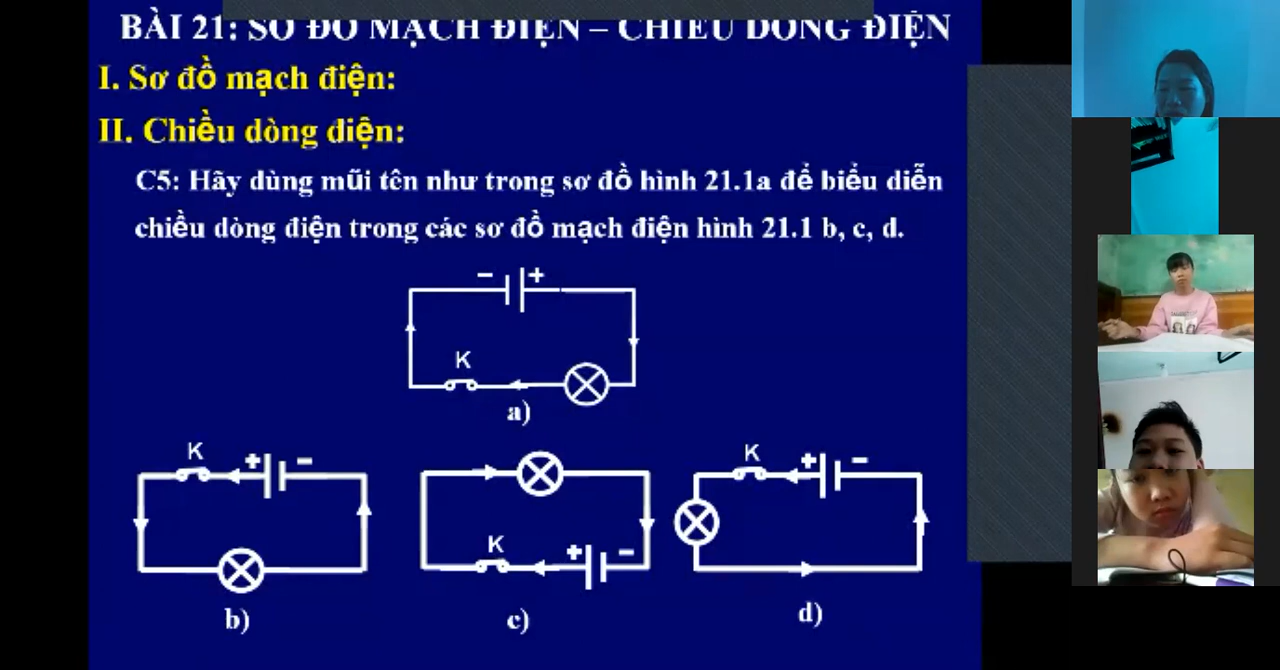 BÀI 21: SƠ ĐỒ MẠCH ĐIỆN – CHIỀU DÒNG ĐIỆN
I. Sơ đồ mạch điện:
II. Chiều dòng điện:
C5: Hãy dùng mũi tên như trong sơ đồ hình 21.1a để biểu diễn
chiều dòng điện trong các sơ đồ mạch điện hình 21.1 b, c, d.
- +
K
a)
K + -
b)
K + -
c)
K + -
d)